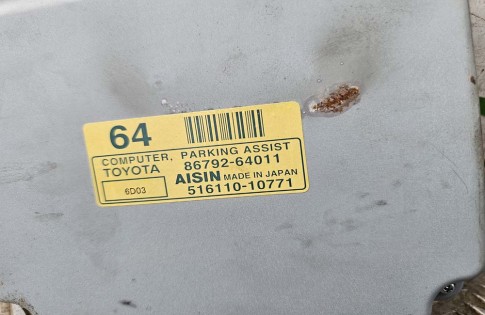 64
COMPUTER, PARKING ASSIST
TOYOTA 86792-64011
6D03 AISIN MADE IN JAPAN
516110-10771